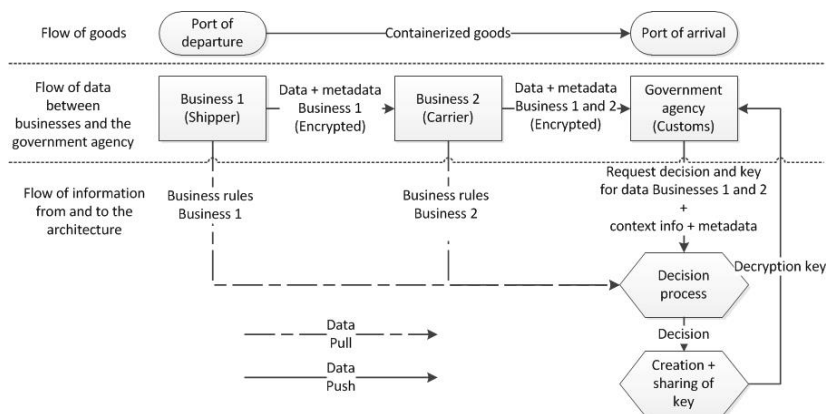 Flow of goods
Port of
departure
Containerized goods
Port of arrival
Flow of data
between
businesses and the
government agency
Business 1
(Shipper)
Data + metadata
Business 1
(Encrypted)
Business 2
(Carrier)
Data + metadata
Business 1 and 2
(Encrypted)
Government
agency
(Customs)
Flow of information
from and to the
architecture
Business rules
Business 1
Business rules
Business 2
Request decision and key
for data Businesses 1 and 2
+
context info + metadata
Decision
process
Decryption key
Decision
Creation +
sharing of
key
Data
Pull
Data
Push